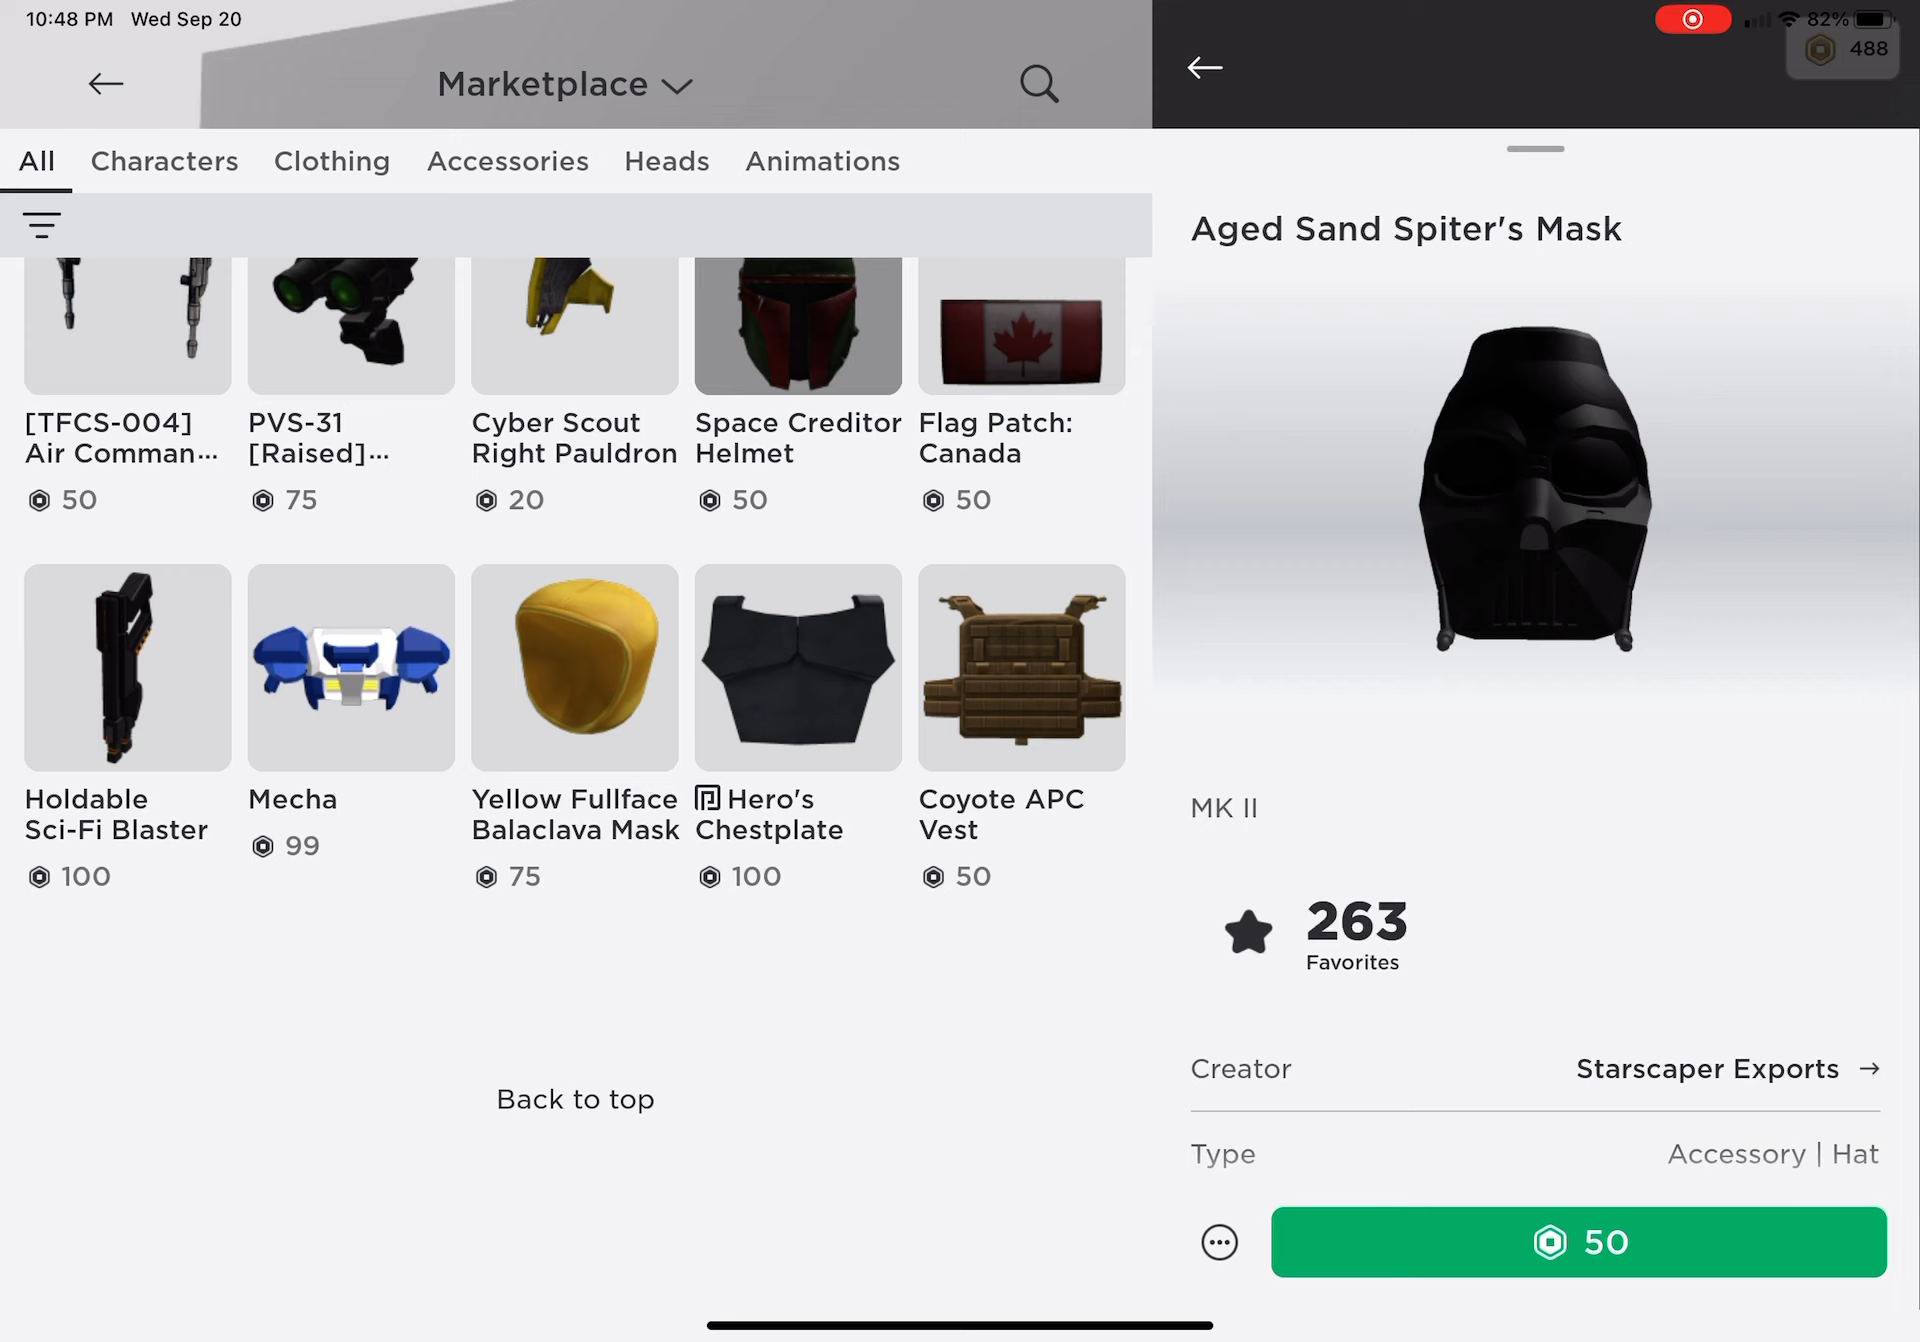 10:48 PM Wed Sep 20
82%
488
Marketplace
All Characters Clothing Accessories Heads Animations
[TFCS-004]
Air Comman...
50
PVS-31
[Raised]...
75
Cyber Scout
Right Pauldron
20
Space Creditor
Helmet
50
Flag Patch:
Canada
50
Holdable
Sci-Fi Blaster
100
Mecha
99
Yellow Fullface
Balaclava Mask
75
Hero's
Chestplate
100
Coyote APC
Vest
50
Back to top
Aged Sand Spiter's Mask
MK II
263
Favorites
Creator Starscaper Exports →
Type Accessory | Hat
50